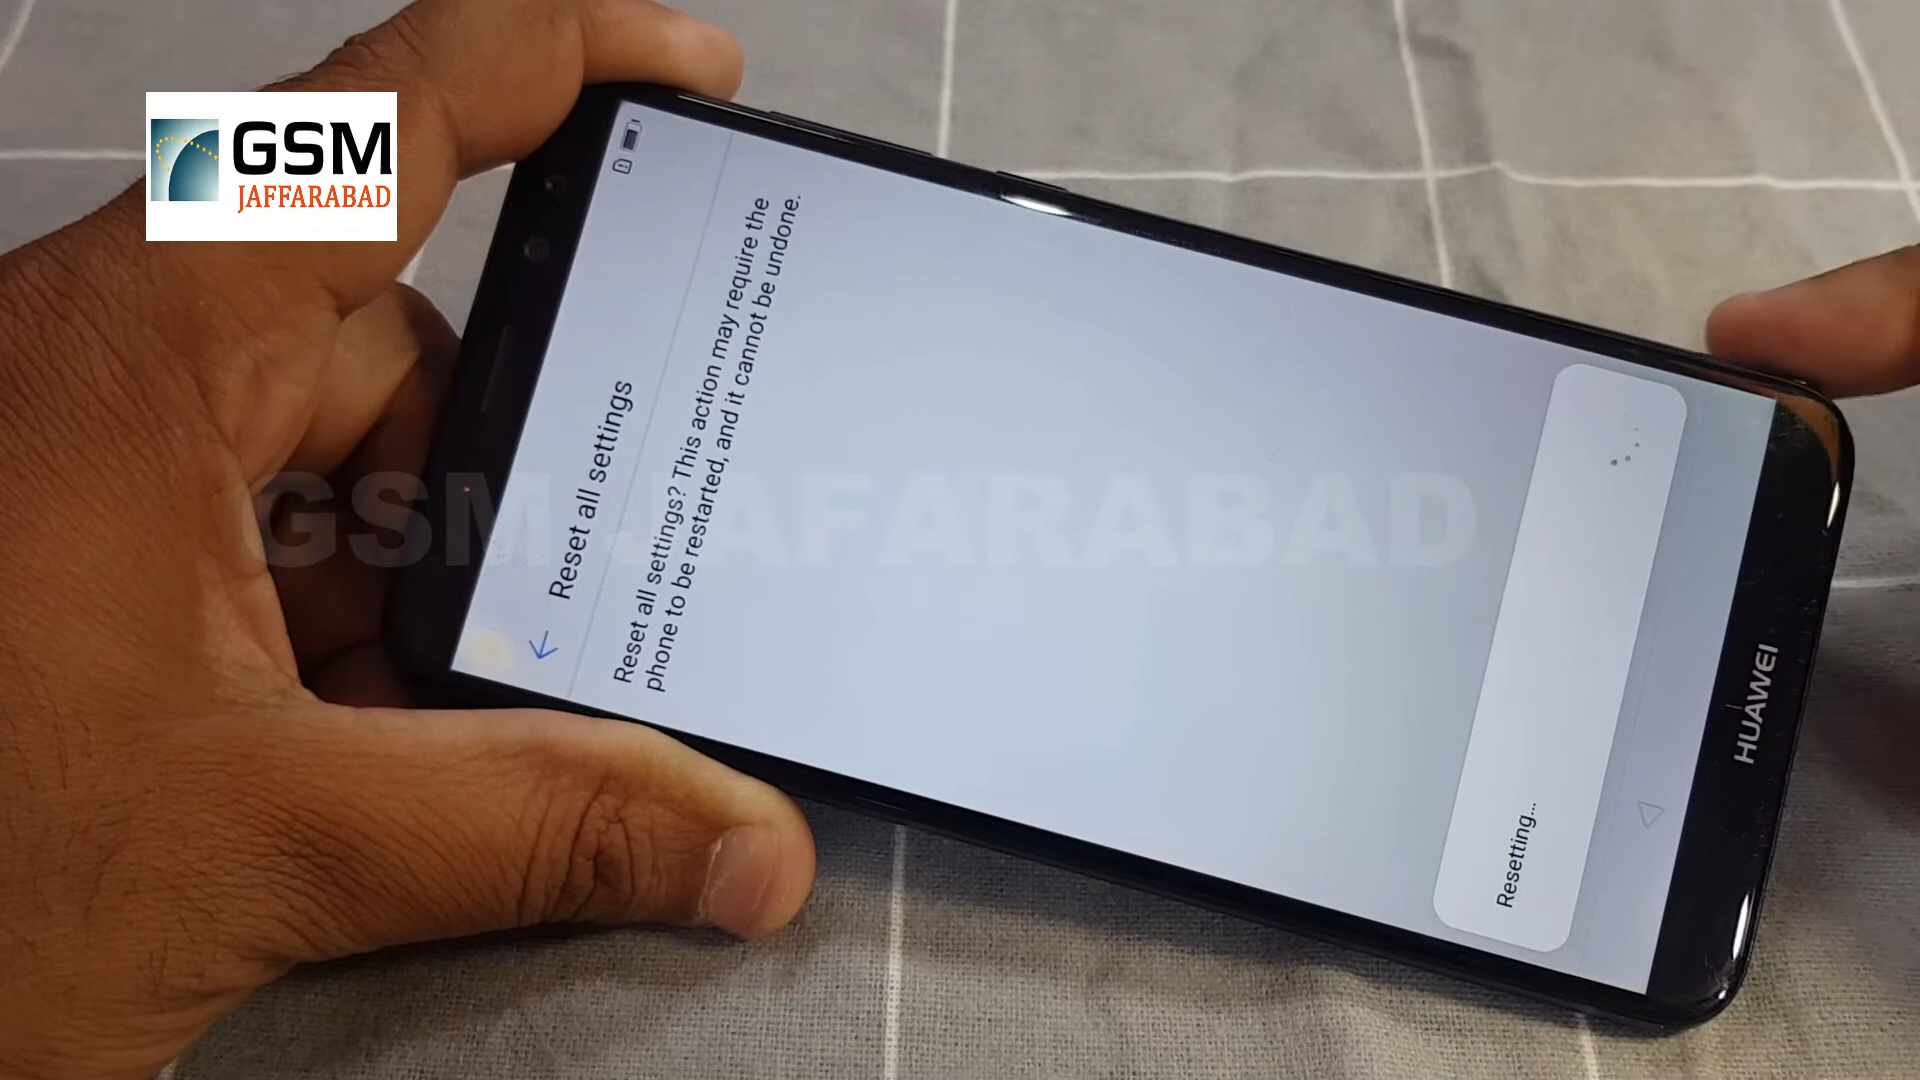 GSM
JAFFARABAD
Reset all settings
Reset all settings? This action may require the
phone to be restarted, and it cannot be undone.
GSM JAFARABAD
Resetting...
HUAWEI